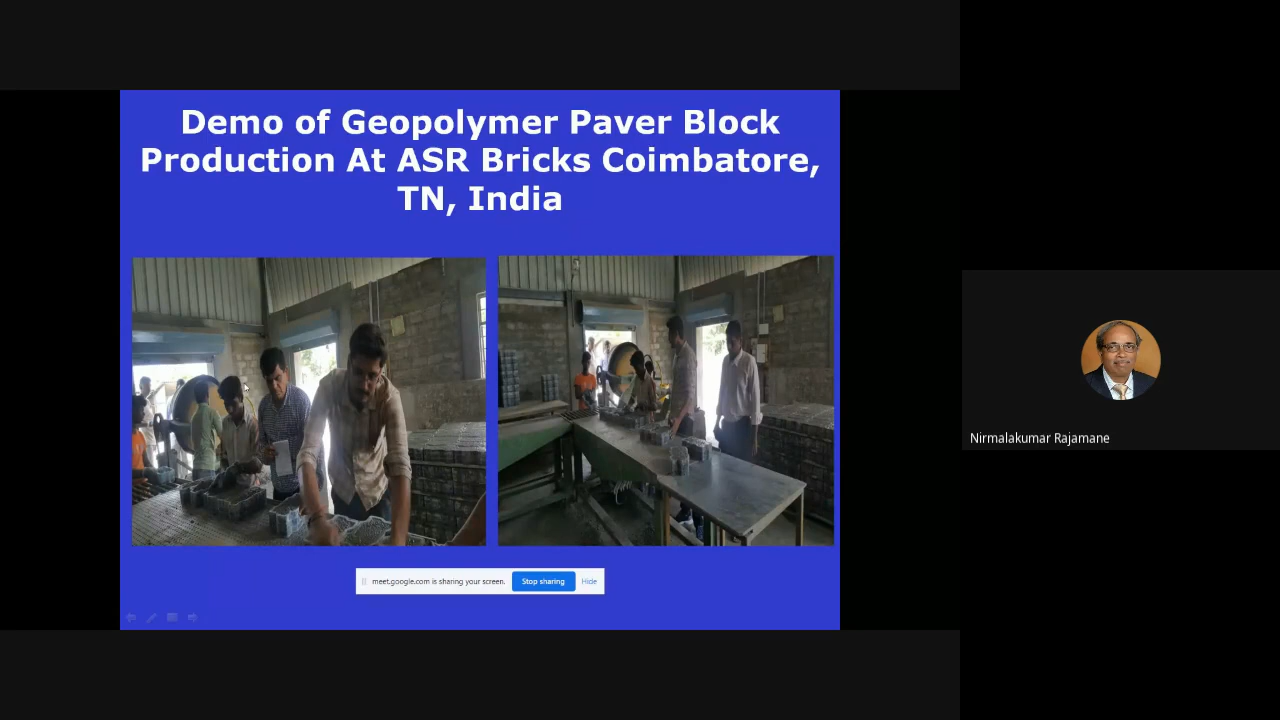 Demo of Geopolymer Paver Block
Production At ASR Bricks Coimbatore,
TN, India
meet.google.com is sharing your screen.
Stop sharing
Hide
Nirmalakumar Rajamane